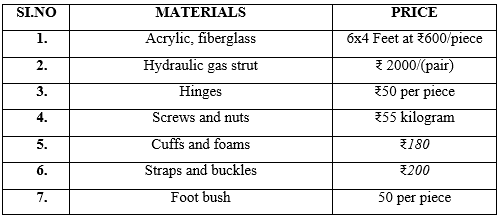 SI.NO MATERIALS PRICE
1. Acrylic, fiberglass 6x4 Feet at ₹600/piece
2. Hydraulic gas strut ₹ 2000/(pair)
3. Hinges ₹50 per piece
4. Screws and nuts ₹55 kilogram
5. Cuffs and foams ₹180
6. Straps and buckles ₹200
7. Foot bush 50 per piece